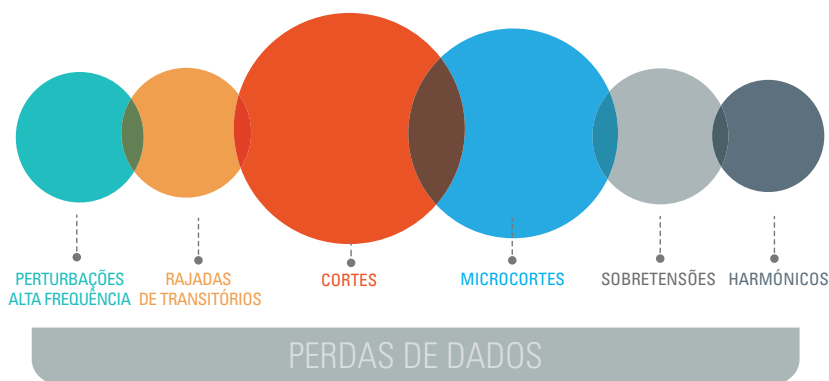 PERTURBAÇÕES
ALTA FREQUÊNCIA
RAJADAS
DE TRANSITÓRIOS
CORTES
MICROCORTES
SOBRETENSÕES
HARMÓNICOS
PERDAS DE DADOS